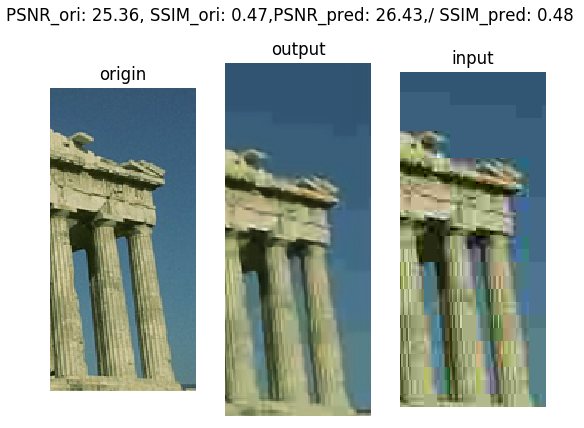 PSNR_ori: 25.36, SSIM_ori: 0.47,PSNR_pred: 26.43,/ SSIM_pred: 0.48
origin
output
input